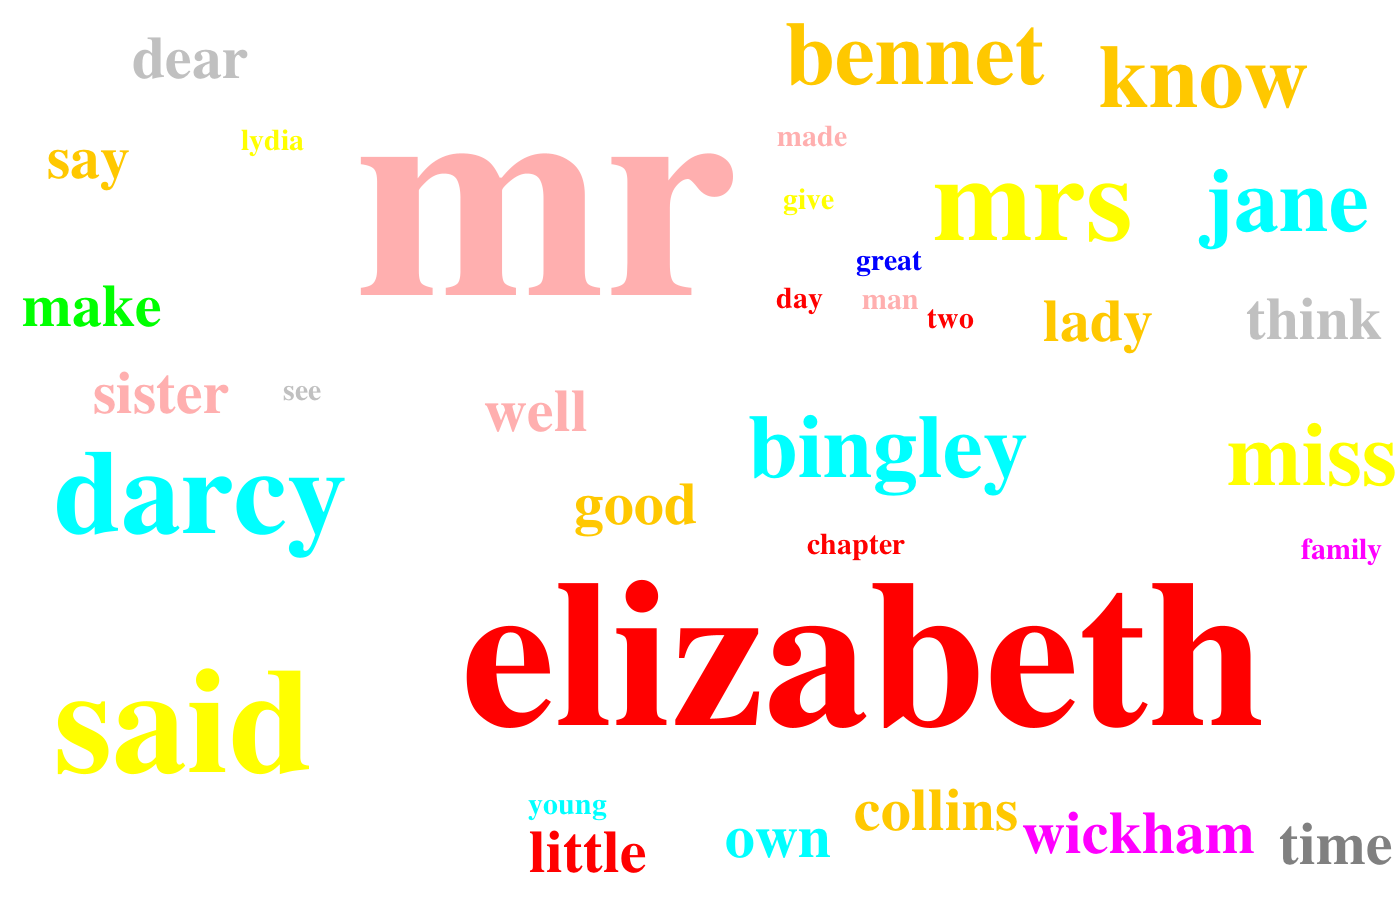 dear
bennet
know
say
lydia
mr
made
give
mrs
jane
great
make
day
man
two
lady
think
sister
see
well
bingley
miss
darcy
good
chapter
family
elizabeth
said
young
little
own
collins
wickham
time